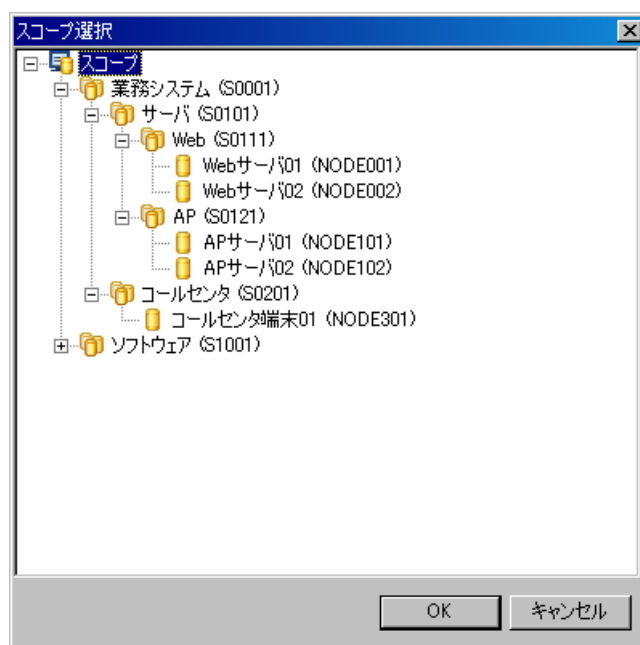 スコープ選択
スコープ
業務システム (S0001)
サーバ (S0101)
Web (S0111)
Webサーバ01 (NODE001)
Webサーバ02 (NODE002)
AP (S0121)
APサーバ01 (NODE101)
APサーバ02 (NODE102)
コールセンタ (S0201)
コールセンタ端末01 (NODE301)
ソフトウェア (S1001)
OK キャンセル